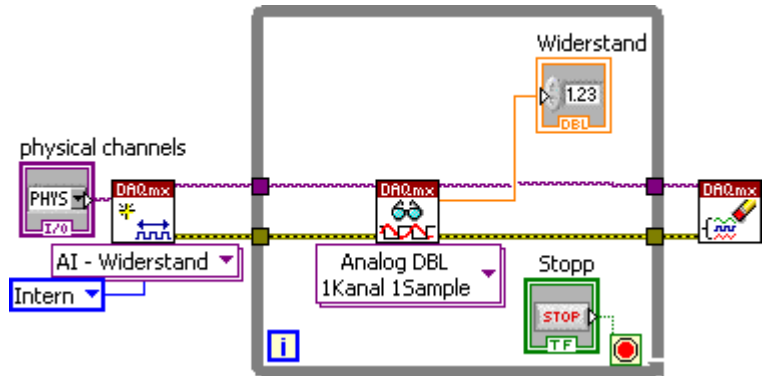 Widerstand
1.23
DBL
physical channels
PHYS
I/O
DAQmx
DAQmx
DAQmx
AI - Widerstand
Intern
Analog DBL
1Kanal 1Sample
Stopp
STOP
TF
i